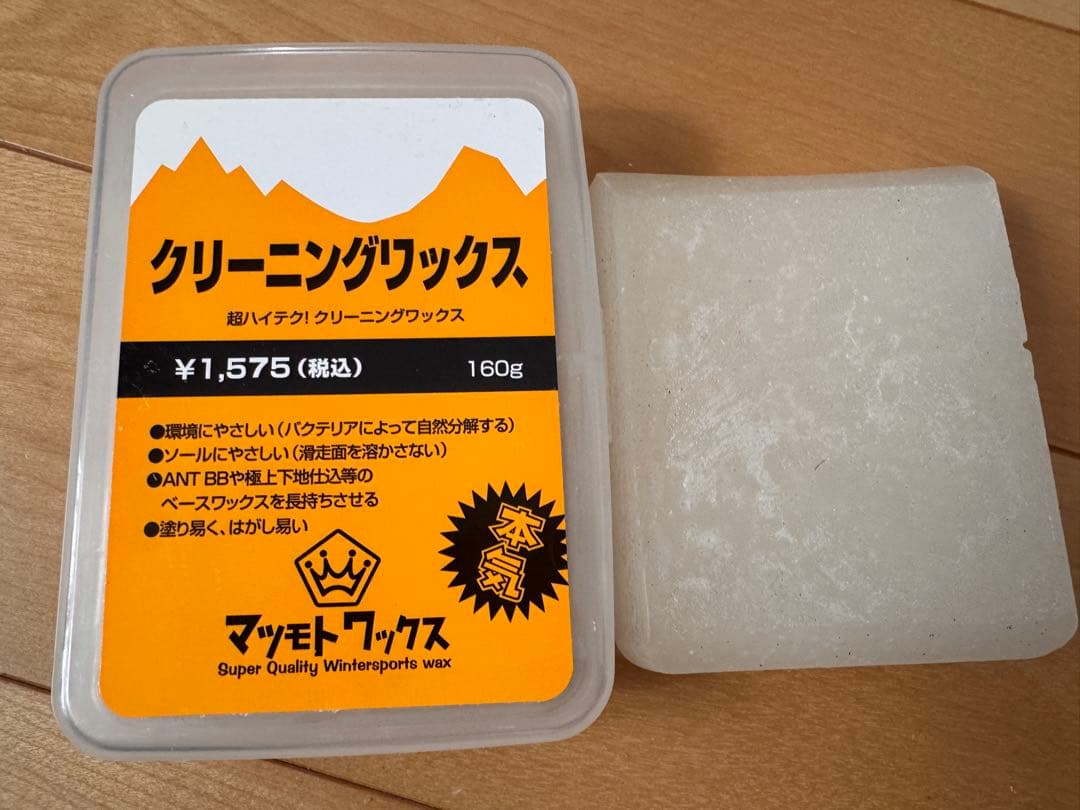 クリーニングワックス
超ハイテク!クリーニングワックス
¥1,575(税込) 160g
●環境にやさしい(バクテリアによって自然分解する)
●ソールにやさしい(滑走面を溶かさない)
●ANT BBや極上下地仕込等の
ベースワックスを長持ちさせる
●塗り易く、はがし易い
本気
マツモトワックス
Super Quality Wintersports wax